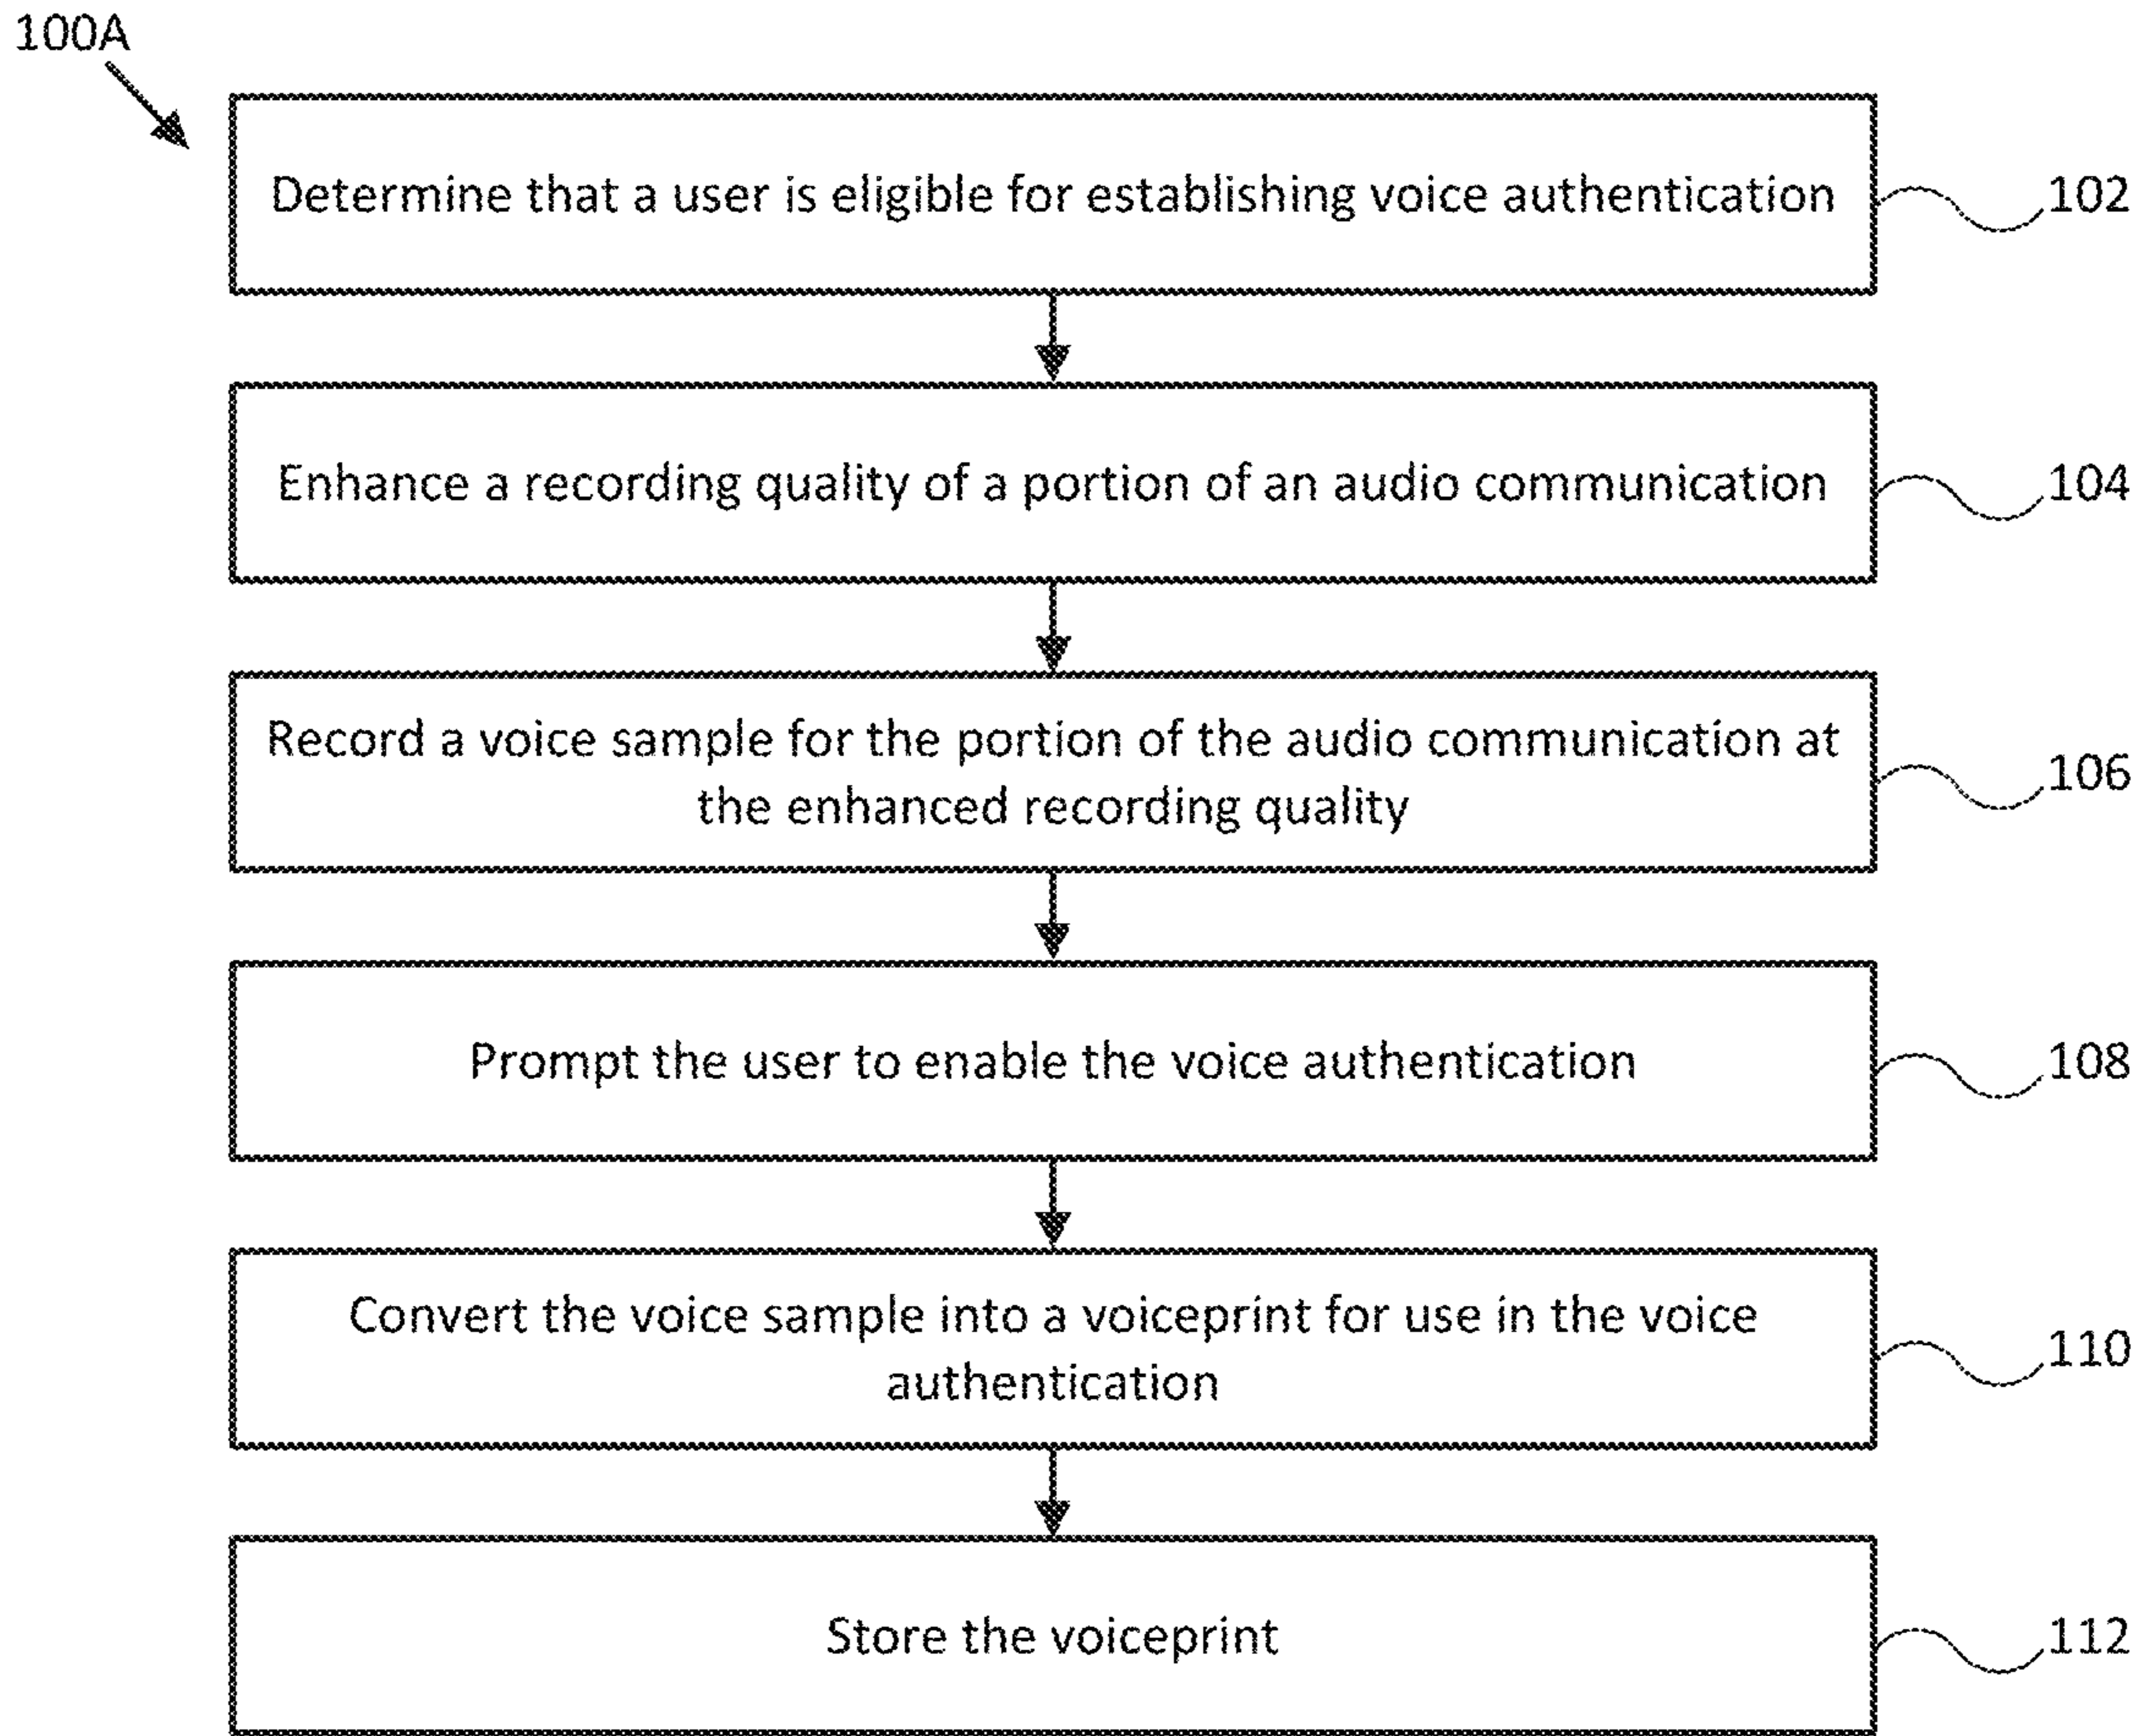 100A
Determine that a user is eligible for establishing voice authentication
102
Enhance a recording quality of a portion of an audio communication
104
Record a voice sample for the portion of the audio communication at
the enhanced recording quality
106
Prompt the user to enable the voice authentication
108
Convert the voice sample into a voiceprint for use in the voice
authentication
110
Store the voiceprint
112